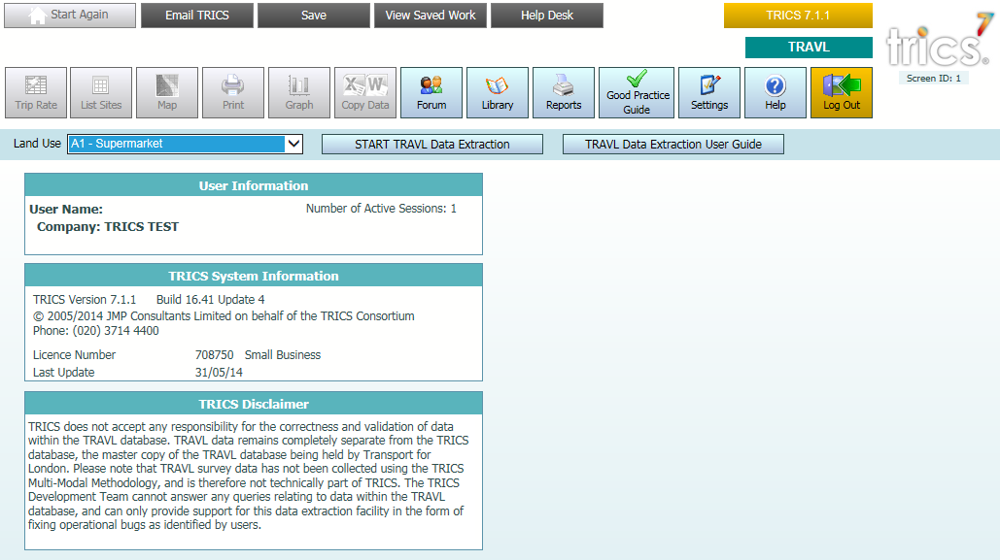 Start Again
Email TRICS
Save
View Saved Work
Help Desk
TRICS 7.1.1
TRAVL
trics 7 ®
Screen ID: 1
Trip Rate
List Sites
Map
Print
Graph
Copy Data
Forum
Library
Reports
Good Practice
Guide
Settings
Help
Log Out
Land Use A1 - Supermarket
START TRAVL Data Extraction
TRAVL Data Extraction User Guide
User Information
User Name:
Number of Active Sessions: 1
Company: TRICS TEST
TRICS System Information
TRICS Version 7.1.1 Build 16.41 Update 4
© 2005/2014 JMP Consultants Limited on behalf of the TRICS Consortium
Phone: (020) 3714 4400
Licence Number 708750 Small Business
Last Update 31/05/14
TRICS Disclaimer
TRICS does not accept any responsibility for the correctness and validation of data
within the TRAVL database. TRAVL data remains completely separate from the TRICS
database, the master copy of the TRAVL database being held by Transport for
London. Please note that TRAVL survey data has not been collected using the TRICS
Multi-Modal Methodology, and is therefore not technically part of TRICS. The TRICS
Development Team cannot answer any queries relating to data within the TRAVL
database, and can only provide support for this data extraction facility in the form of
fixing operational bugs as identified by users.